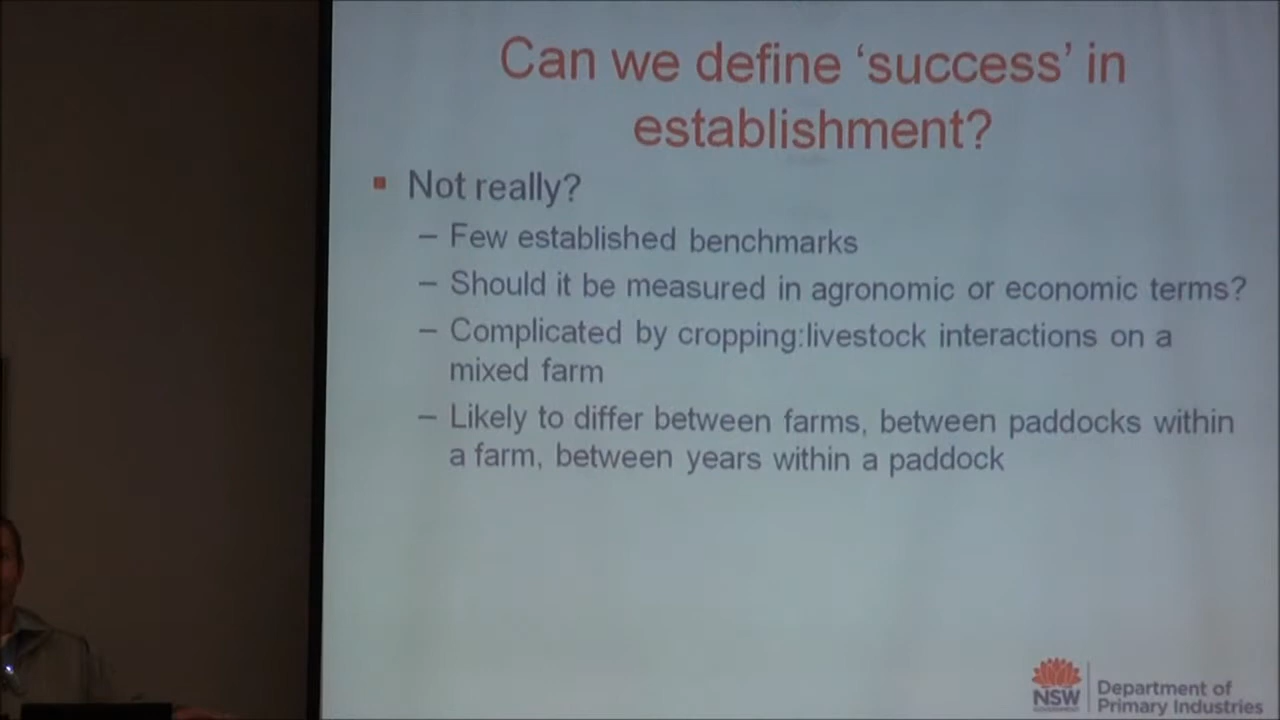 Can we define ‘success’ in
establishment?
▪ Not really?
– Few established benchmarks
– Should it be measured in agronomic or economic terms?
– Complicated by cropping:livestock interactions on a
mixed farm
– Likely to differ between farms, between paddocks within
a farm, between years within a paddock
NSW
GOVERNMENT
Department of
Primary Industries